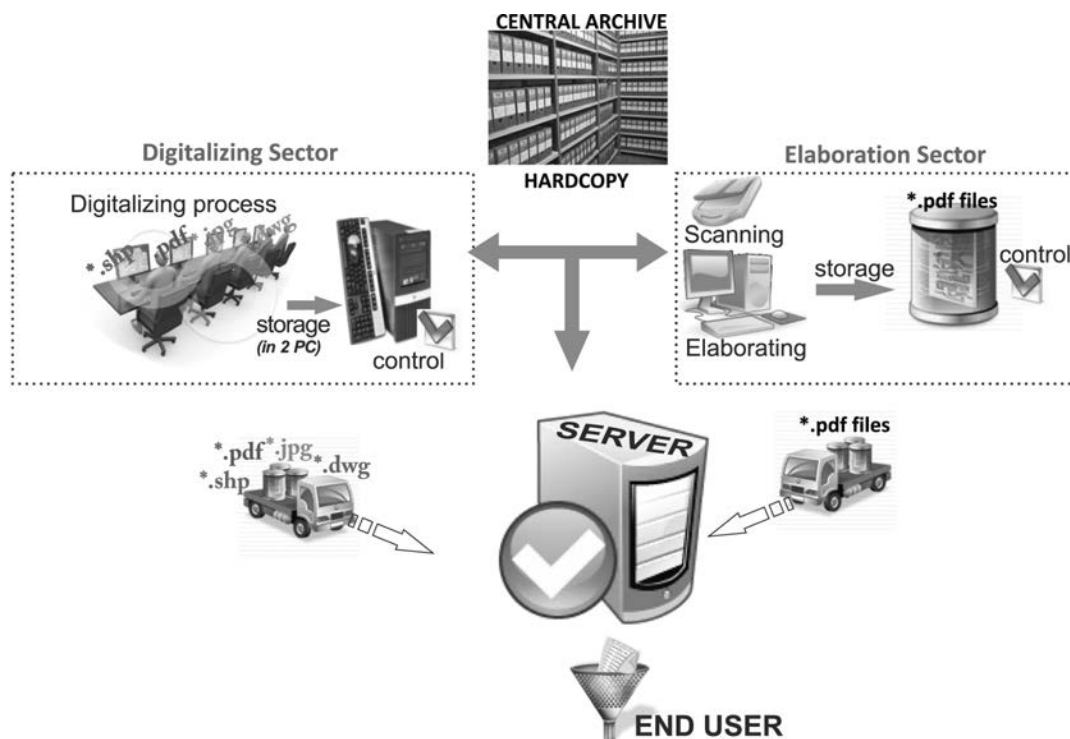 CENTRAL ARCHIVE
HARDCOPY
Digitalizing Sector
Digitalizing process
*.shp
*.pdf
*.jpg
*.dwg
storage
(in 2 PC)
control
Elaboration Sector
Scanning
Elaborating
storage
*.pdf files
control
*.pdf
*.jpg
*.dwg
*.shp
SERVER
*.pdf files
END USER